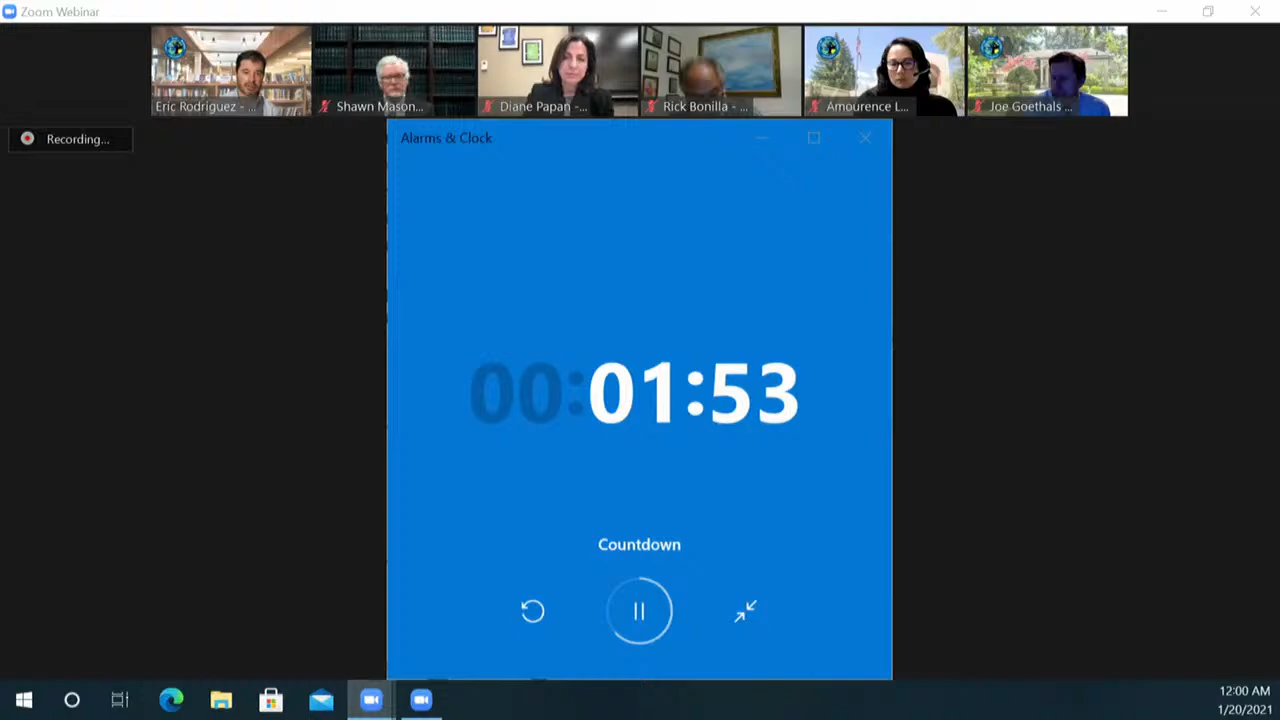 Zoom Webinar
Eric Rodriguez - ...
Shawn Mason...
Diane Papan -...
Rick Bonilla - ...
Amourence L...
Joe Goethals ...
Recording...
Alarms & Clock
00:01:53
Countdown
12:00 AM
1/20/2021